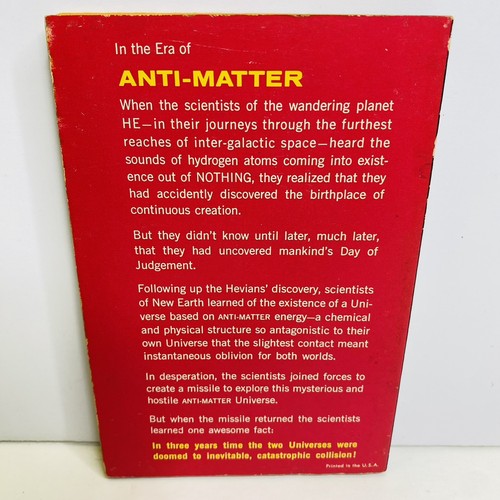 In the Era of
ANTI-MATTER
When the scientists of the wandering planet
HE—in their journeys through the furthest
reaches of inter-galactic space—heard the
sounds of hydrogen atoms coming into exist-
ence out of NOTHING, they realized that they
had accidently discovered the birthplace of
continuous creation.
But they didn't know until later, much later,
that they had uncovered mankind's Day of
Judgement.
Following up the Hevians' discovery, scientists
of New Earth learned of the existence of a Uni-
verse based on ANTI-MATTER energy—a chemical
and physical structure so antagonistic to their
own Universe that the slightest contact meant
instantaneous oblivion for both worlds.
In desperation, the scientists joined forces to
create a missile to explore this mysterious and
hostile ANTI-MATTER Universe.
But when the missile returned the scientists
learned one awesome fact:
In three years time the two Universes were
doomed to inevitable, catastrophic collision!
Printed in the U.S.A.